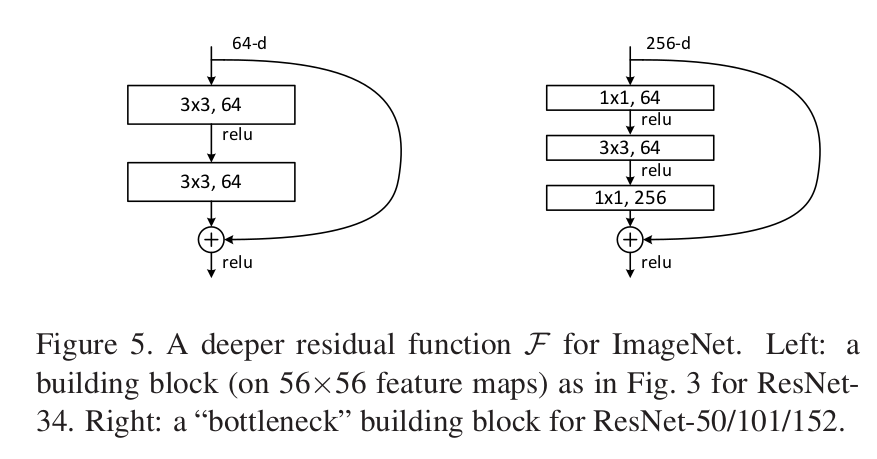 64-d
3x3, 64
relu
3x3, 64
relu
256-d
1x1, 64
relu
3x3, 64
relu
1x1, 256
relu
Figure 5. A deeper residual function F for ImageNet. Left: a
building block (on 56×56 feature maps) as in Fig. 3 for ResNet-
34. Right: a “bottleneck” building block for ResNet-50/101/152.